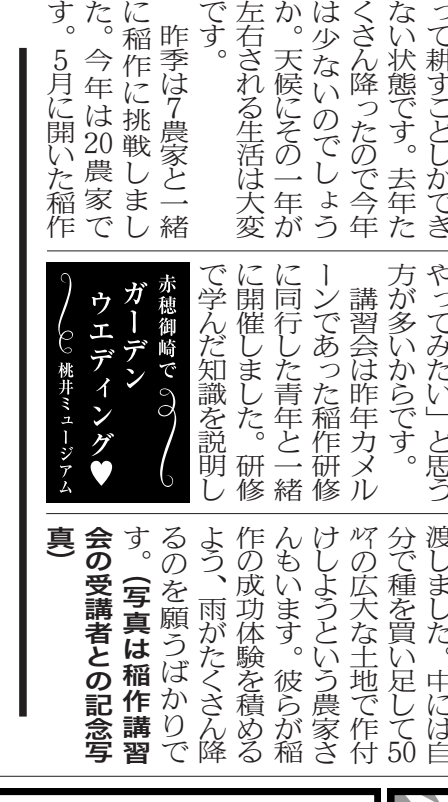 って耕すことしかでき
ない状態です。去年た
くさん降ったので今年
は少ないのでしょう
か。天候にその一年が
左右される生活は大変
です。
　昨季は7農家と一緒
に稲作に挑戦しまし
た。今年は20農家で
す。5月に開いた稲作
やってみたい」と思う
方が多いからです。
　講習会は昨年カメル
ーンであった稲作研修
に同行した青年と一緒
に開催しました。研修
で学んだ知識を説明し
赤穂御崎で
ガーデン
ウエディング♥
桃井ミュージアム
渡しました。中には自
分で種を買い足して50
㌃の広大な土地で作付
けしようという農家さ
んもいます。彼らが稲
作の成功体験を積める
よう、雨がたくさん降
るのを願うばかりで
す。(写真は稲作講習
会の受講者との記念写
真)